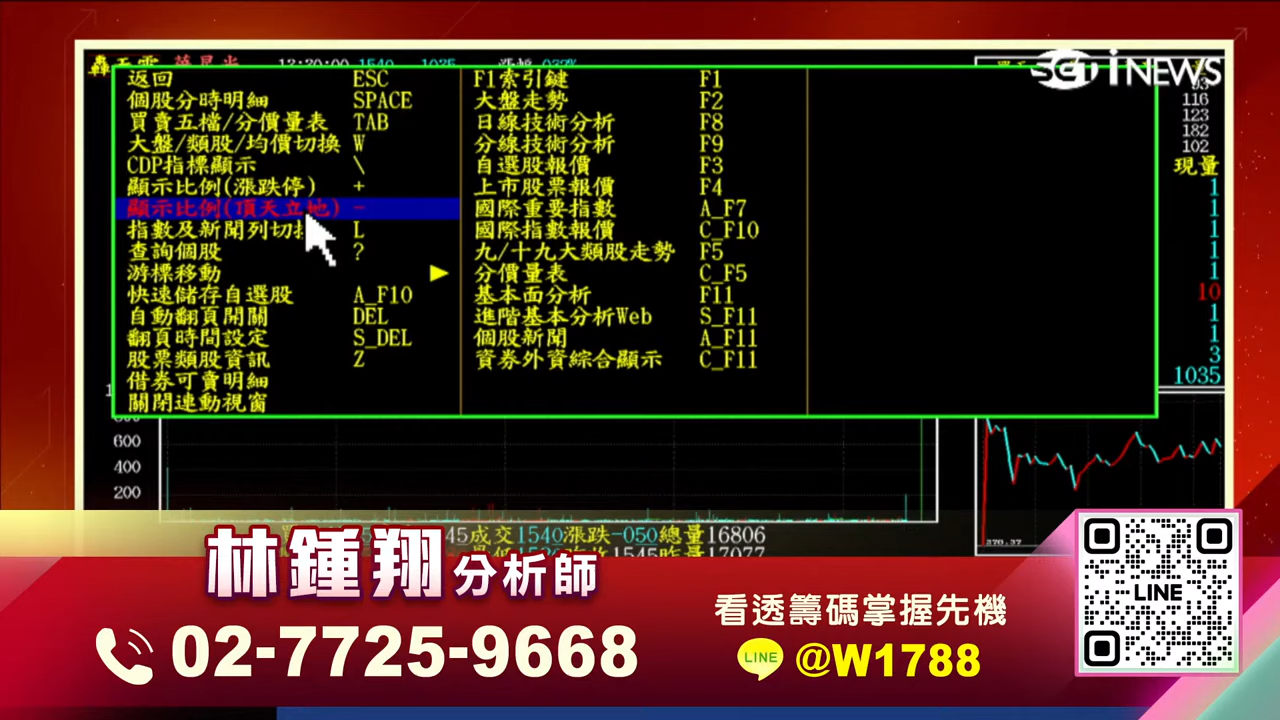 SET iNEWS
返回 ESC
個股分時明細 SPACE
買賣五檔/分價量表 TAB
大盤/類股/均價切換 W
CDP指標顯示 \
顯示比例(漲跌停) +
顯示比例(頂天立地) -
指數及新聞列切換 L
查詢個股 ?
游標移動
快速儲存自選股 A_F10
自動翻頁開關 DEL
翻頁時間設定 S_DEL
股票類股資訊 Z
借券可賣明細
關閉連動視窗
F1索引鍵 F1
大盤走勢 F2
日線技術分析 F8
分線技術分析 F9
自選股報價 F3
上市股票報價 F4
國際重要指數 A_F7
國際指數報價 C_F10
九/十九大類股走勢 F5
分價量表 C_F5
基本面分析 F11
進階基本分析Web S_F11
個股新聞 A_F11
資券外資綜合顯示 C_F11
116
123
182
102
現量
1
1
1
1
1
10
1
1
3
1035
600
400
200
45成交1540漲跌-050總量16806
林鍾翔 分析師
02-7725-9668
看透籌碼掌握先機
LINE @W1788
LINE